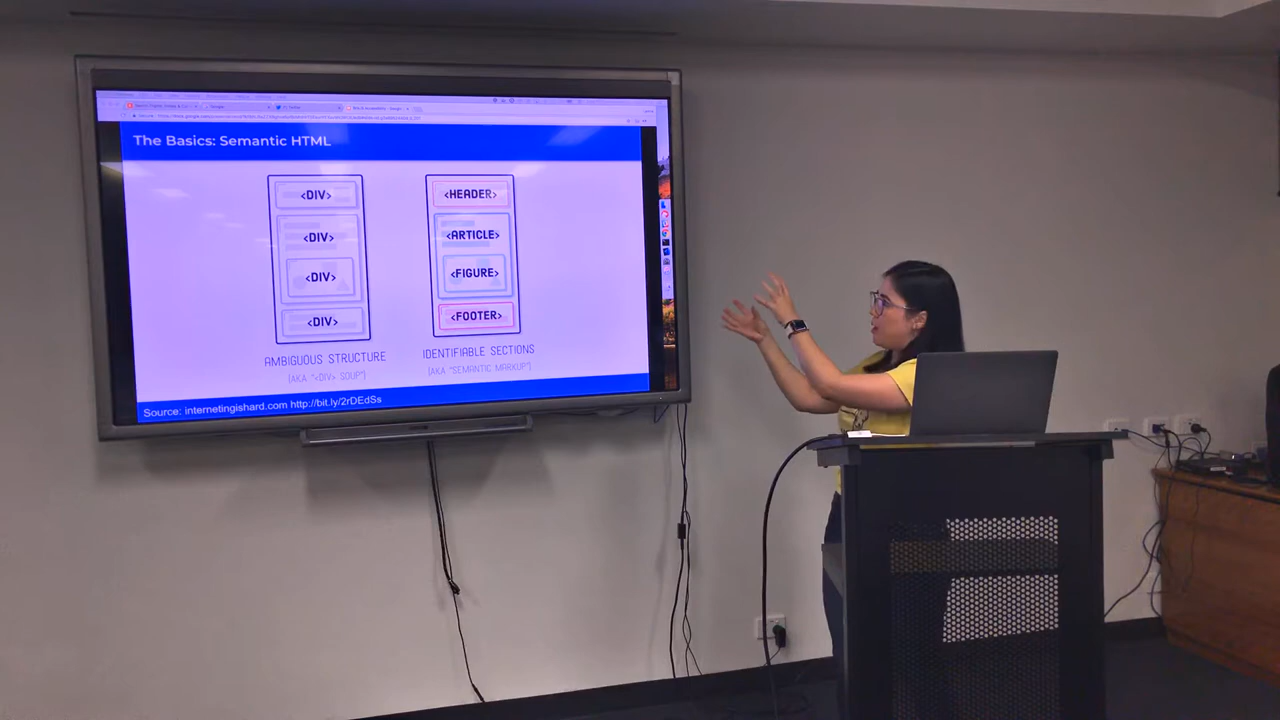 The Basics: Semantic HTML
<DIV>
<DIV>
<DIV>
<DIV>
AMBIGUOUS STRUCTURE
(AKA "<DIV> SOUP")
<HEADER>
<ARTICLE>
<FIGURE>
<FOOTER>
IDENTIFIABLE SECTIONS
(AKA "SEMANTIC MARKUP")
Source: internetingishard.com http://bit.ly/2rDEdSs